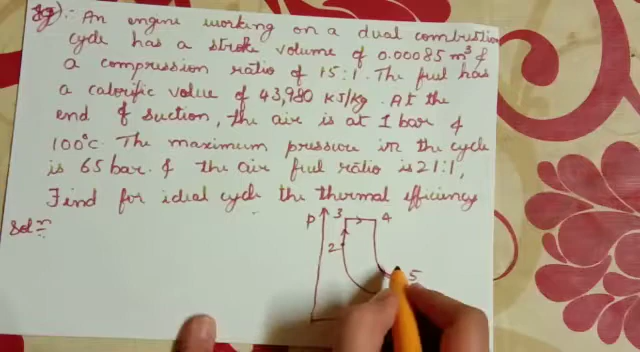 Eg):- An engine working on a dual combustion
cycle has a stroke volume of 0.00085 m³ &
a compression ratio of 15:1. The fuel has
a calorific value of 43,980 KJ/Kg. At the
end of suction, the air is at 1 bar &
100°C. The maximum pressure in the cycle
is 65 bar. & the air fuel ratio is 21:1,
Find for ideal cycle the thermal efficiency
Solⁿ:
P 3 4
2
5